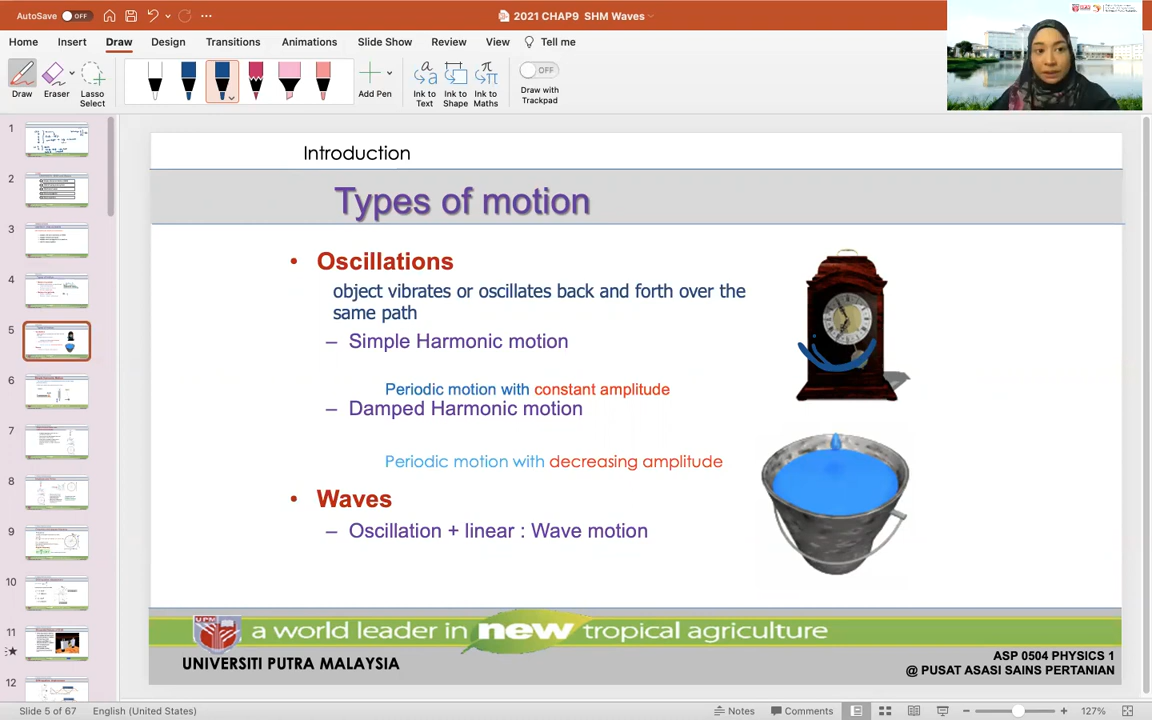 AutoSave OFF
2021 CHAP9 SHM Waves
Home Insert Draw Design Transitions Animations Slide Show Review View Tell me
Draw Eraser Lasso Select Add Pen Ink to Text Ink to Shape Ink to Maths OFF Draw with Trackpad
1
2
3
4
5
6
7
8
9
10
11
12
Introduction
Types of motion
• Oscillations
object vibrates or oscillates back and forth over the
same path
– Simple Harmonic motion
Periodic motion with constant amplitude
– Damped Harmonic motion
Periodic motion with decreasing amplitude
• Waves
– Oscillation + linear : Wave motion
UPM
a world leader in new tropical agriculture
UNIVERSITI PUTRA MALAYSIA
ASP 0504 PHYSICS 1
@ PUSAT ASASI SAINS PERTANIAN
Slide 5 of 67 English (United States) Notes Comments 127%